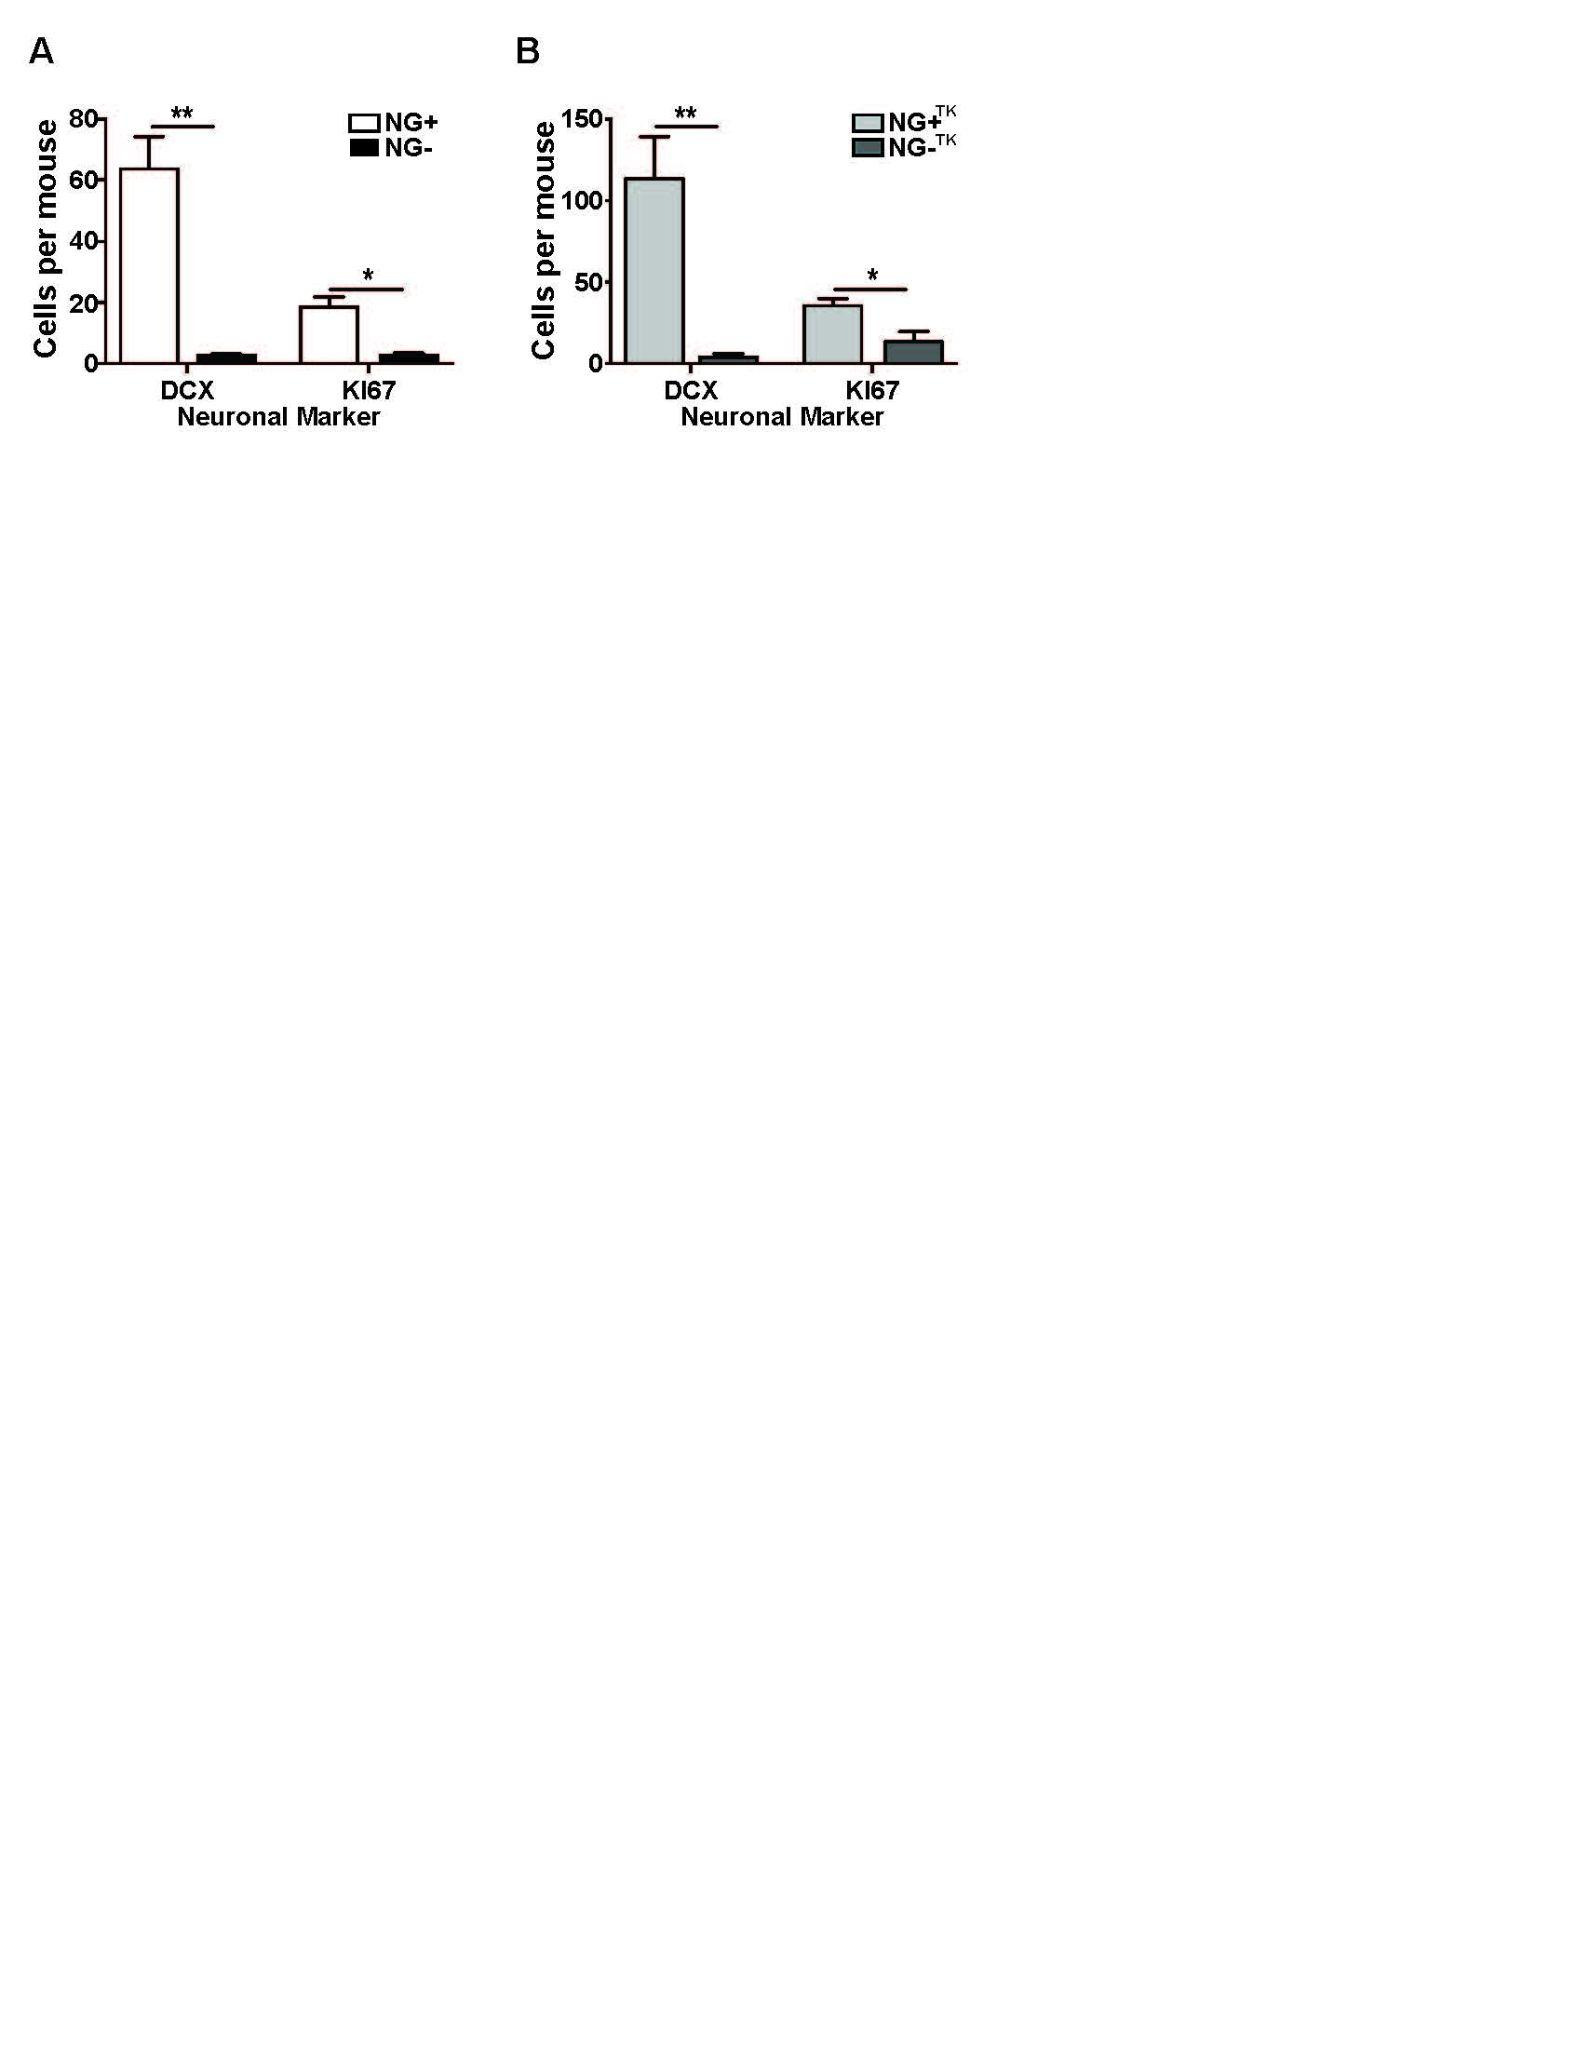 A
Cells per mouse
80
60
40
20
0
**
*
NG+
NG-
DCX KI67
Neuronal Marker
B
Cells per mouse
150
100
50
0
**
*
NG+TK
NG-TK
DCX KI67
Neuronal Marker